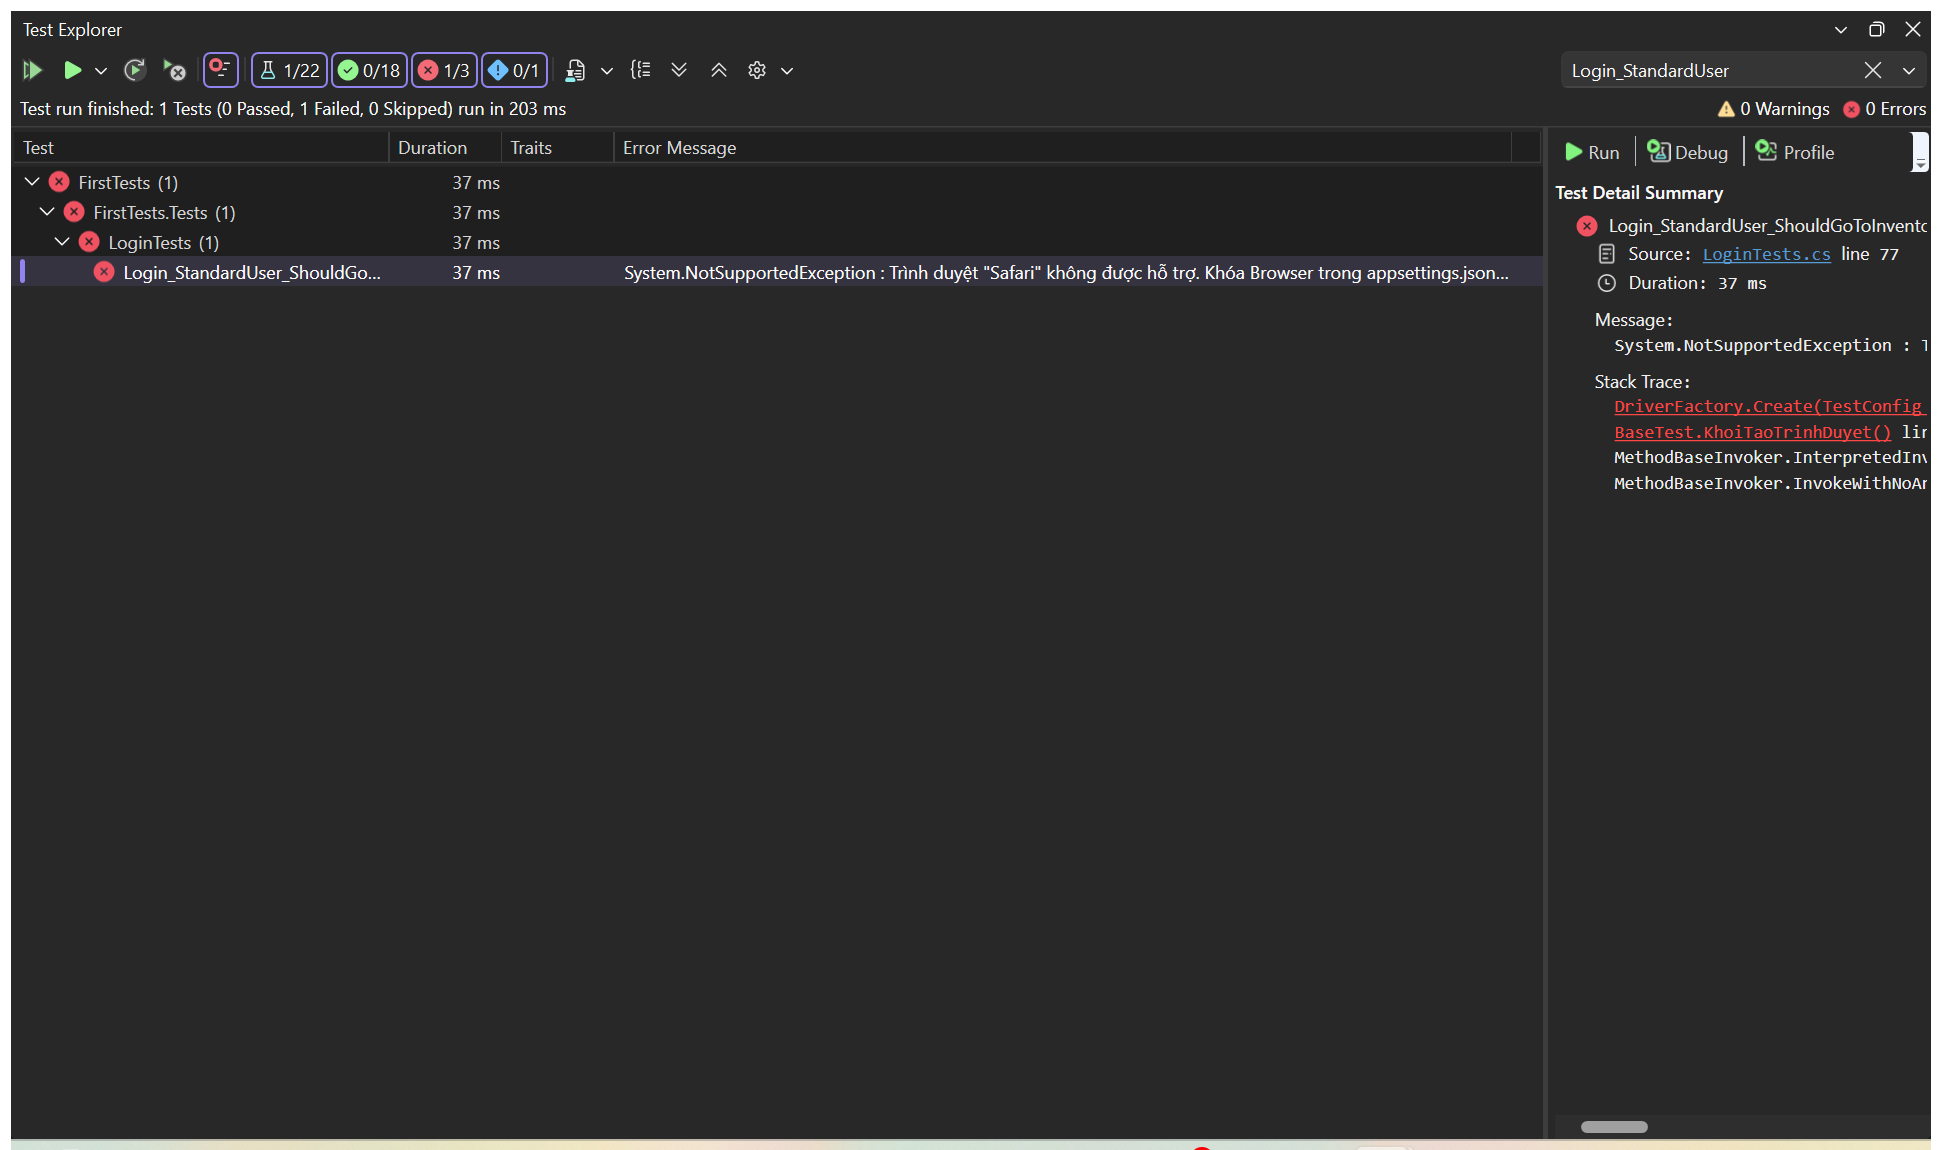 Test Explorer
1/22 0/18 1/3 0/1 Login_StandardUser
Test run finished: 1 Tests (0 Passed, 1 Failed, 0 Skipped) run in 203 ms 0 Warnings 0 Errors
Test Duration Traits Error Message
FirstTests (1) 37 ms
FirstTests.Tests (1) 37 ms
LoginTests (1) 37 ms
Login_StandardUser_ShouldGo... 37 ms System.NotSupportedException : Trình duyệt "Safari" không được hỗ trợ. Khóa Browser trong appsettings.json...
Run Debug Profile
Test Detail Summary
Login_StandardUser_ShouldGoToInvento
Source: LoginTests.cs line 77
Duration: 37 ms
Message:
System.NotSupportedException :
Stack Trace:
DriverFactory.Create(TestConfig
BaseTest.KhoiTaoTrinhDuyet() lin
MethodBaseInvoker.InterpretedInv
MethodBaseInvoker.InvokeWithNoAr